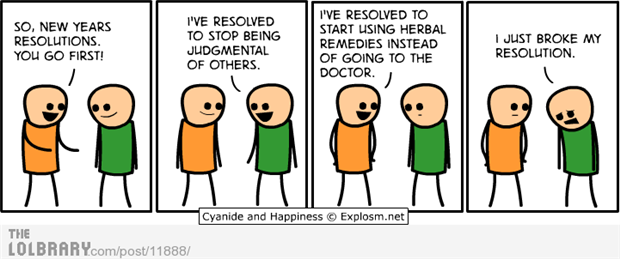 SO, NEW YEARS
RESOLUTIONS.
YOU GO FIRST!
I'VE RESOLVED
TO STOP BEING
JUDGMENTAL
OF OTHERS.
I'VE RESOLVED TO
START USING HERBAL
REMEDIES INSTEAD
OF GOING TO THE
DOCTOR.
I JUST BROKE MY
RESOLUTION.
Cyanide and Happiness © Explosm.net
THE
LOLBRARY.com/post/11888/